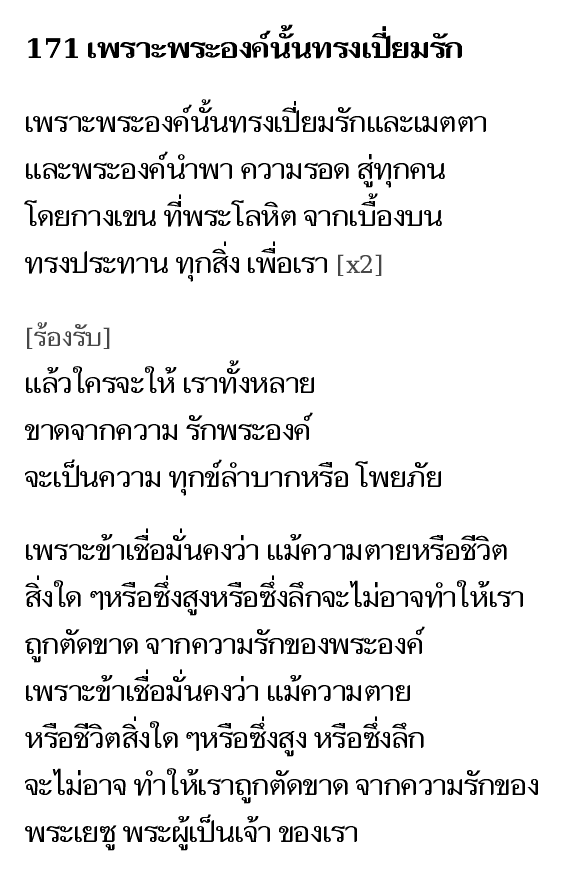 171 เพราะพระองค์นั้นทรงเปี่ยมรัก
เพราะพระองค์นั้นทรงเปี่ยมรักและเมตตา
และพระองค์นำพา ความรอด สู่ทุกคน
โดยกางเขน ที่พระโลหิต จากเบื้องบน
ทรงประทาน ทุกสิ่ง เพื่อเรา [x2]
[ร้องรับ]
แล้วใครจะให้ เราทั้งหลาย
ขาดจากความ รักพระองค์
จะเป็นความ ทุกข์ลำบากหรือ โพยภัย
เพราะข้าเชื่อมั่นคงว่า แม้ความตายหรือชีวิต
สิ่งใด ๆหรือซึ่งสูงหรือซึ่งลึกจะไม่อาจทำให้เรา
ถูกตัดขาด จากความรักของพระองค์
เพราะข้าเชื่อมั่นคงว่า แม้ความตาย
หรือชีวิตสิ่งใด ๆหรือซึ่งสูง หรือซึ่งลึก
จะไม่อาจ ทำให้เราถูกตัดขาด จากความรักของ
พระเยซู พระผู้เป็นเจ้า ของเรา